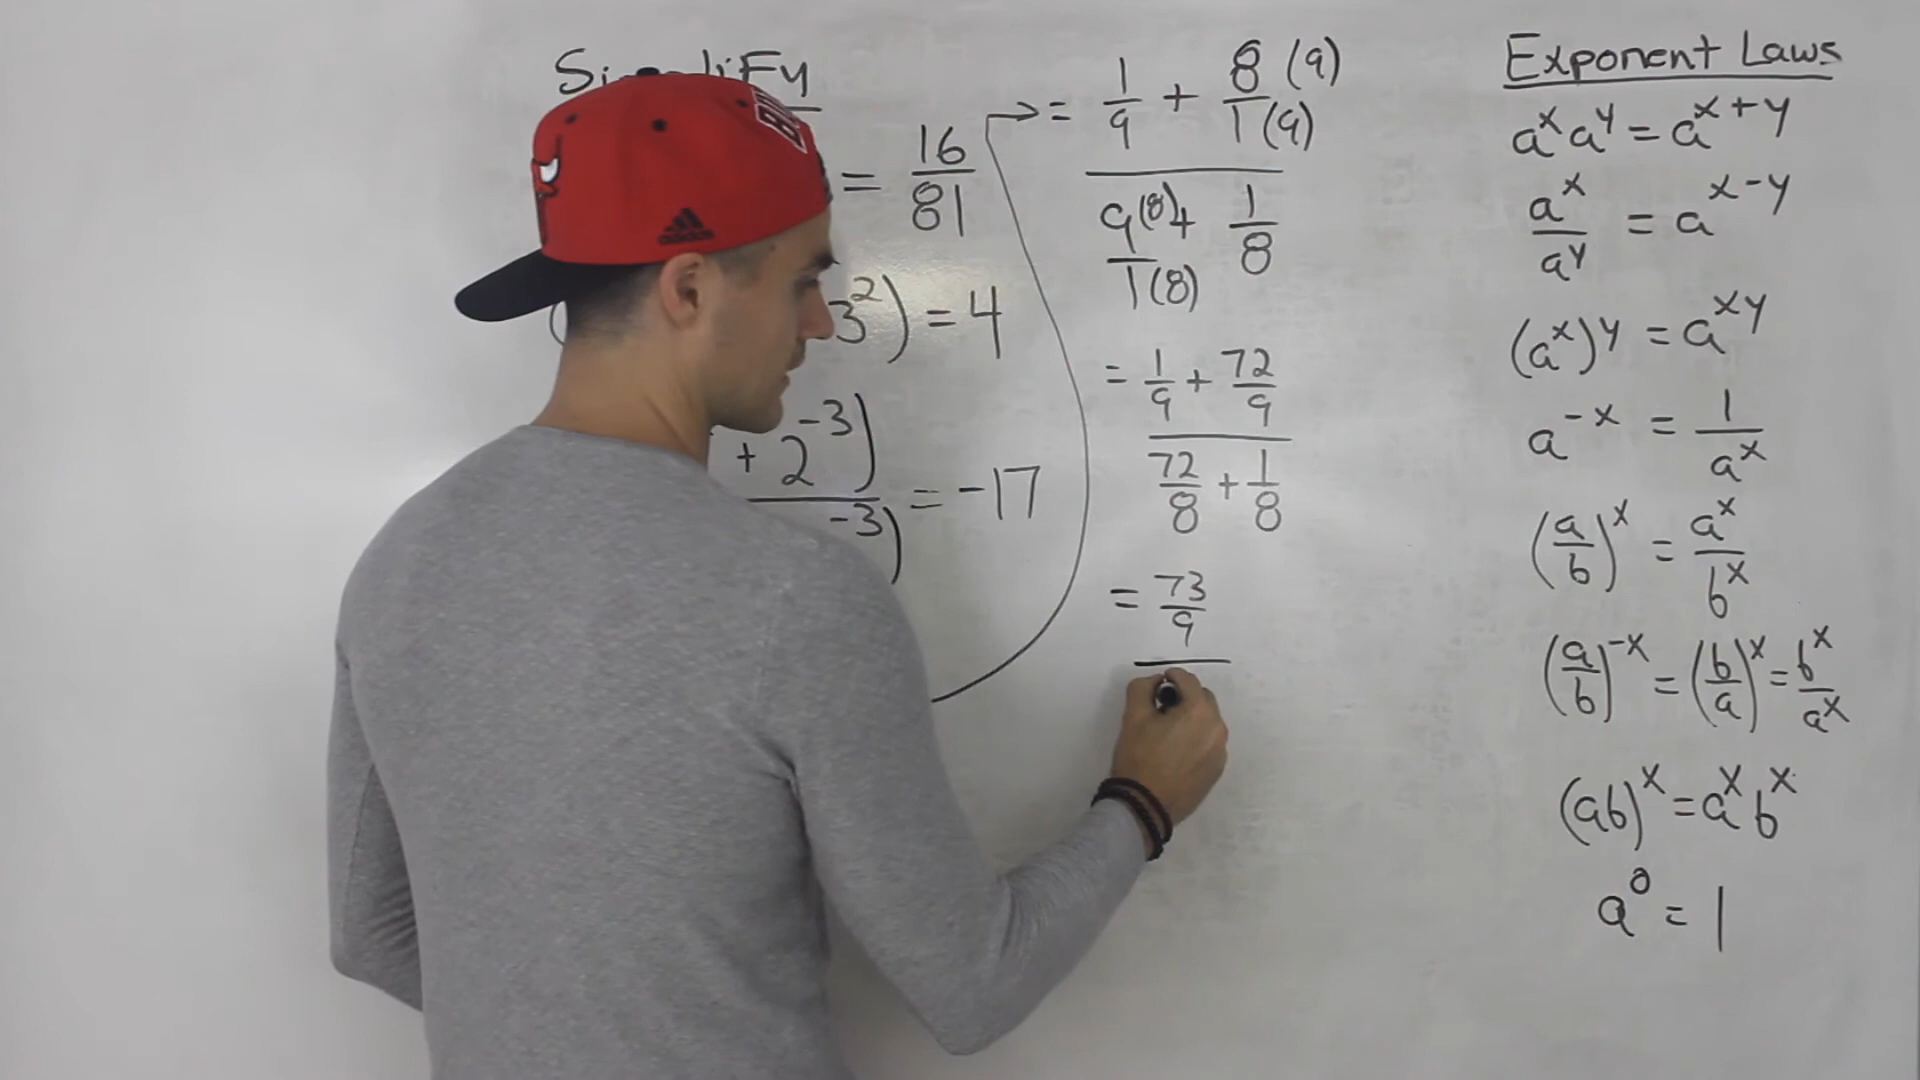 = 16/81
3²) = 4
+ 2⁻³)
⁻³) = -17
= 1/9 + 8(9)/1(9)
9(8)/1(8) + 1/8
= 1/9 + 72/9
72/8 + 1/8
= 73/9
Exponent Laws
aˣaʸ = aˣ⁺ʸ
aˣ/aʸ = aˣ⁻ʸ
(aˣ)ʸ = aˣʸ
a⁻ˣ = 1/aˣ
(a/b)ˣ = aˣ/bˣ
(a/b)⁻ˣ = (b/a)ˣ = bˣ/aˣ
(ab)ˣ = aˣbˣ
a⁰ = 1